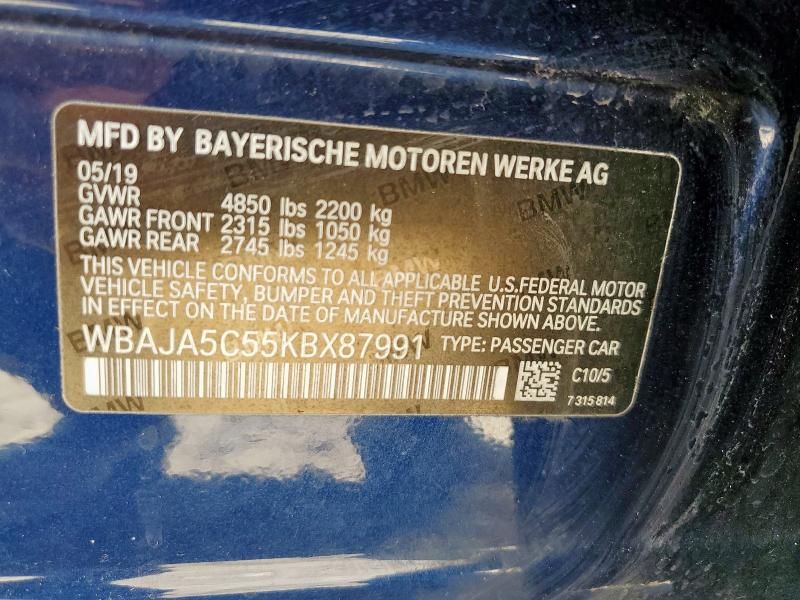 MFD BY BAYERISCHE MOTOREN WERKE AG
05/19
GVWR 4850 lbs 2200 kg
GAWR FRONT 2315 lbs 1050 kg
GAWR REAR 2745 lbs 1245 kg
THIS VEHICLE CONFORMS TO ALL APPLICABLE U.S.FEDERAL MOTOR
VEHICLE SAFETY, BUMPER AND THEFT PREVENTION STANDARDS
IN EFFECT ON THE DATE OF MANUFACTURE SHOWN ABOVE.
WBAJA5C55KBX87991 TYPE: PASSENGER CAR
C10/5
7 315 814